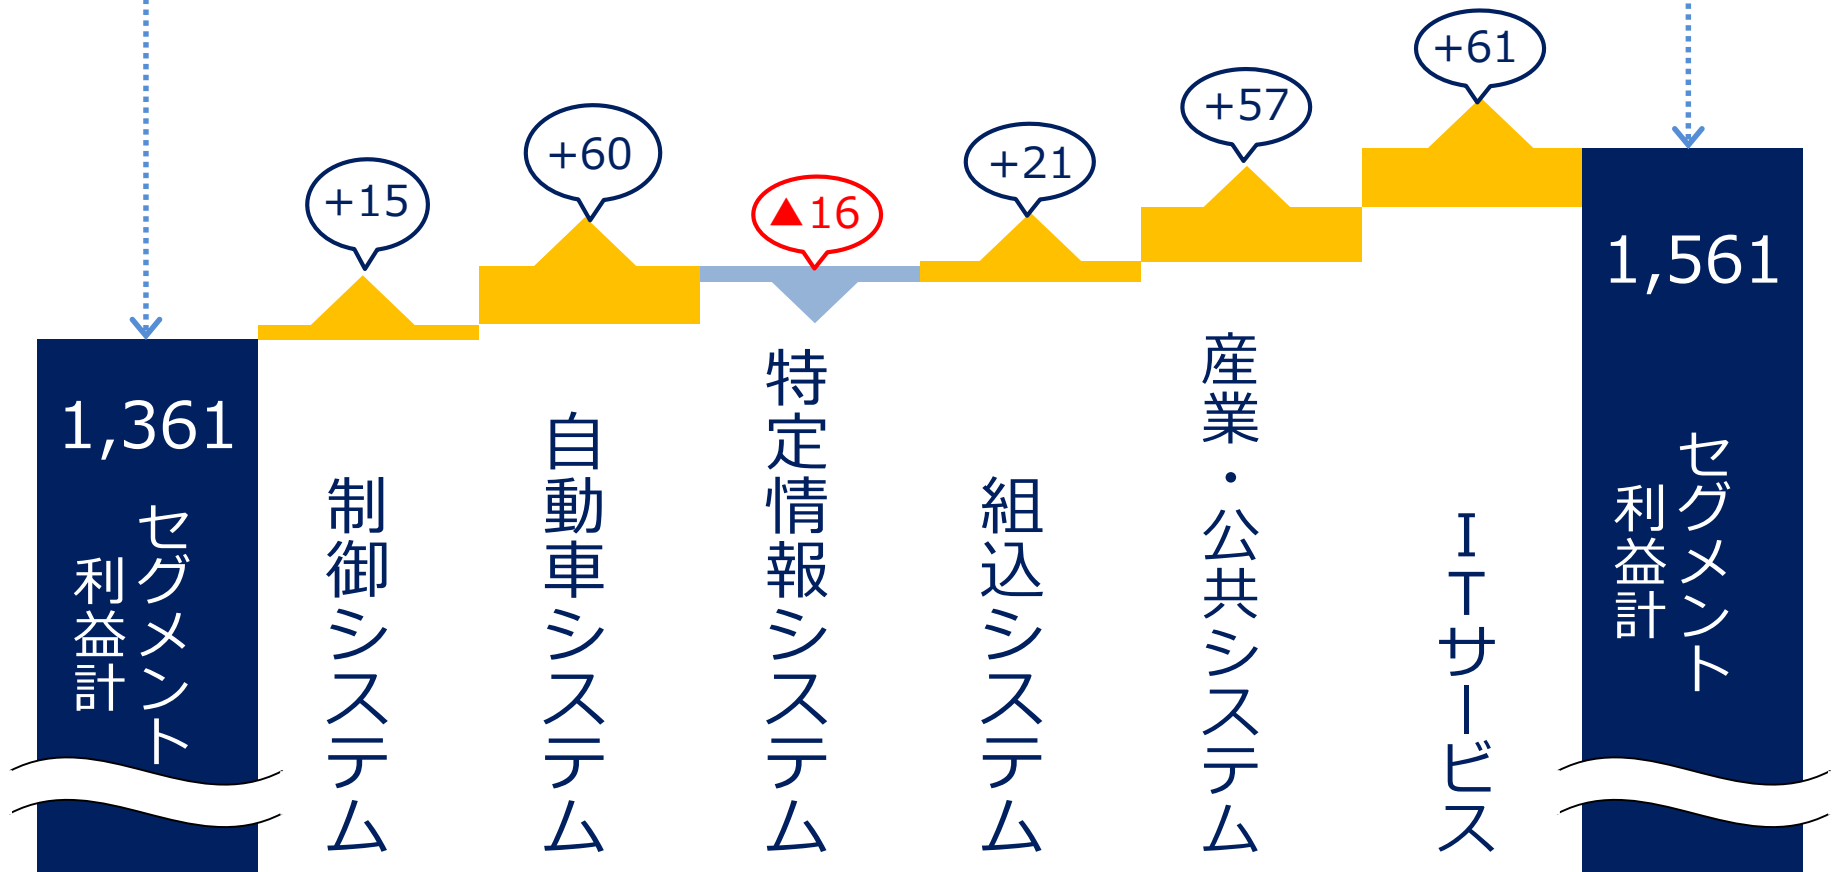 +15
+60
▲16
+21
+57
+61
1,361
セグメント
利益計
制御システム
自動車システム
特定情報システム
組込システム
産業・公共システム
ITサービス
1,561
セグメント
利益計